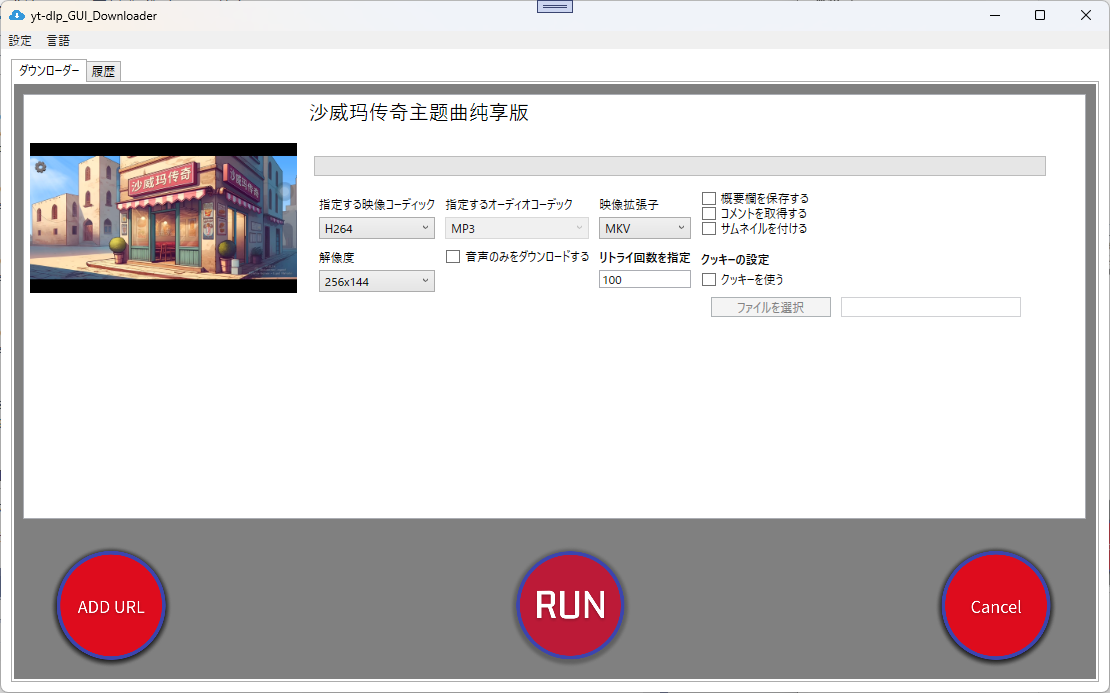 yt-dlp_GUI_Downloader
設定 言語
ダウンローダー 履歴
沙威玛传奇主题曲纯享版
沙威玛传奇
沙威玛传奇
指定する映像コーディック 指定するオーディオコーデック 映像拡張子
概要欄を保存する
コメントを取得する
サムネイルを付ける
H264 MP3 MKV
解像度 音声のみをダウンロードする リトライ回数を指定 クッキーの設定
256x144 100 クッキーを使う
ファイルを選択
ADD URL RUN Cancel